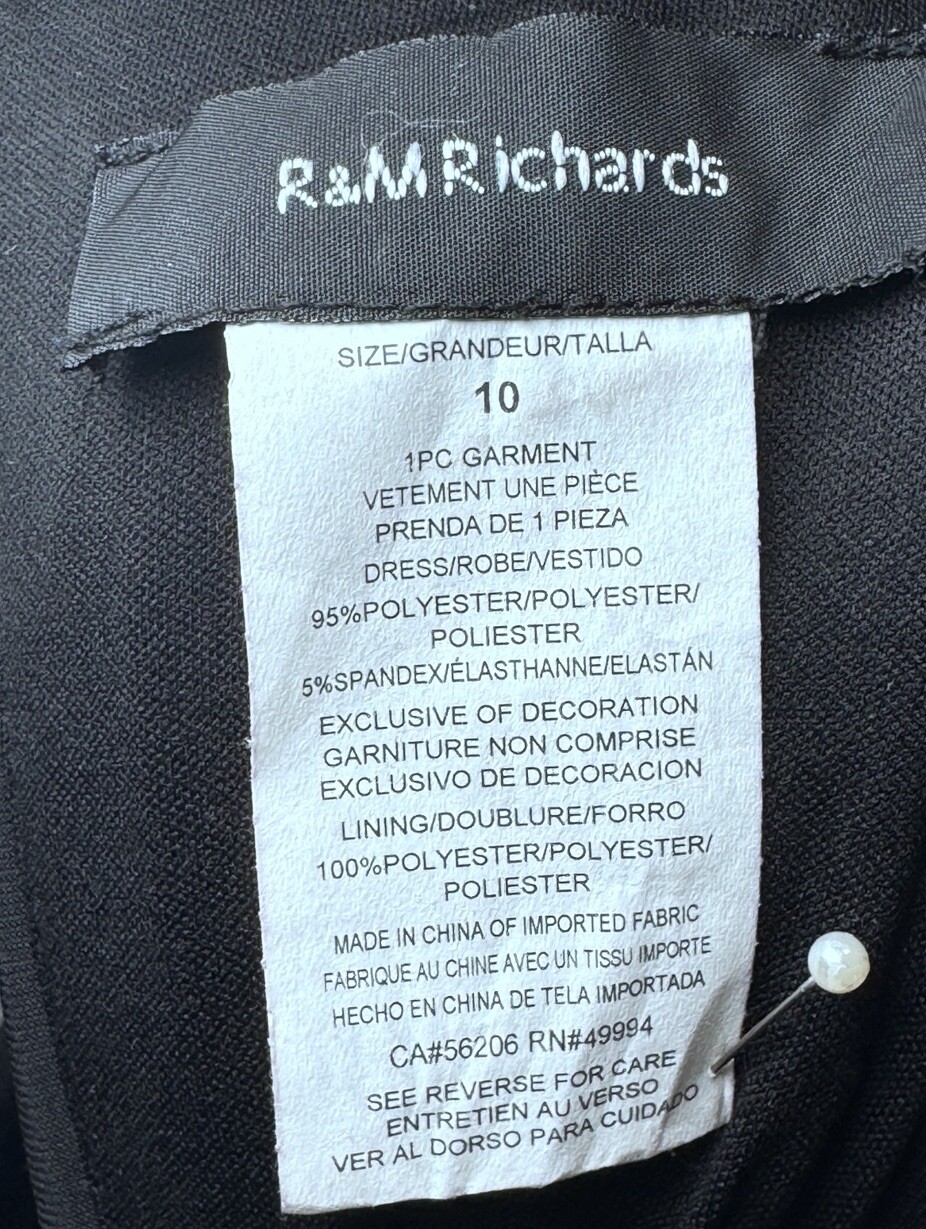 R&M Richards
SIZE/GRANDEUR/TALLA
10
1PC GARMENT
VETEMENT UNE PIÈCE
PRENDA DE 1 PIEZA
DRESS/ROBE/VESTIDO
95%POLYESTER/POLYESTER/
POLIESTER
5%SPANDEX/ÉLASTHANNE/ELASTÁN
EXCLUSIVE OF DECORATION
GARNITURE NON COMPRISE
EXCLUSIVO DE DECORACION
LINING/DOUBLURE/FORRO
100%POLYESTER/POLYESTER/
POLIESTER
MADE IN CHINA OF IMPORTED FABRIC
FABRIQUE AU CHINE AVEC UN TISSU IMPORTE
HECHO EN CHINA DE TELA IMPORTADA
CA#56206 RN#49994
SEE REVERSE FOR CARE
ENTRETIEN AU VERSO
VER AL DORSO PARA CUIDADO